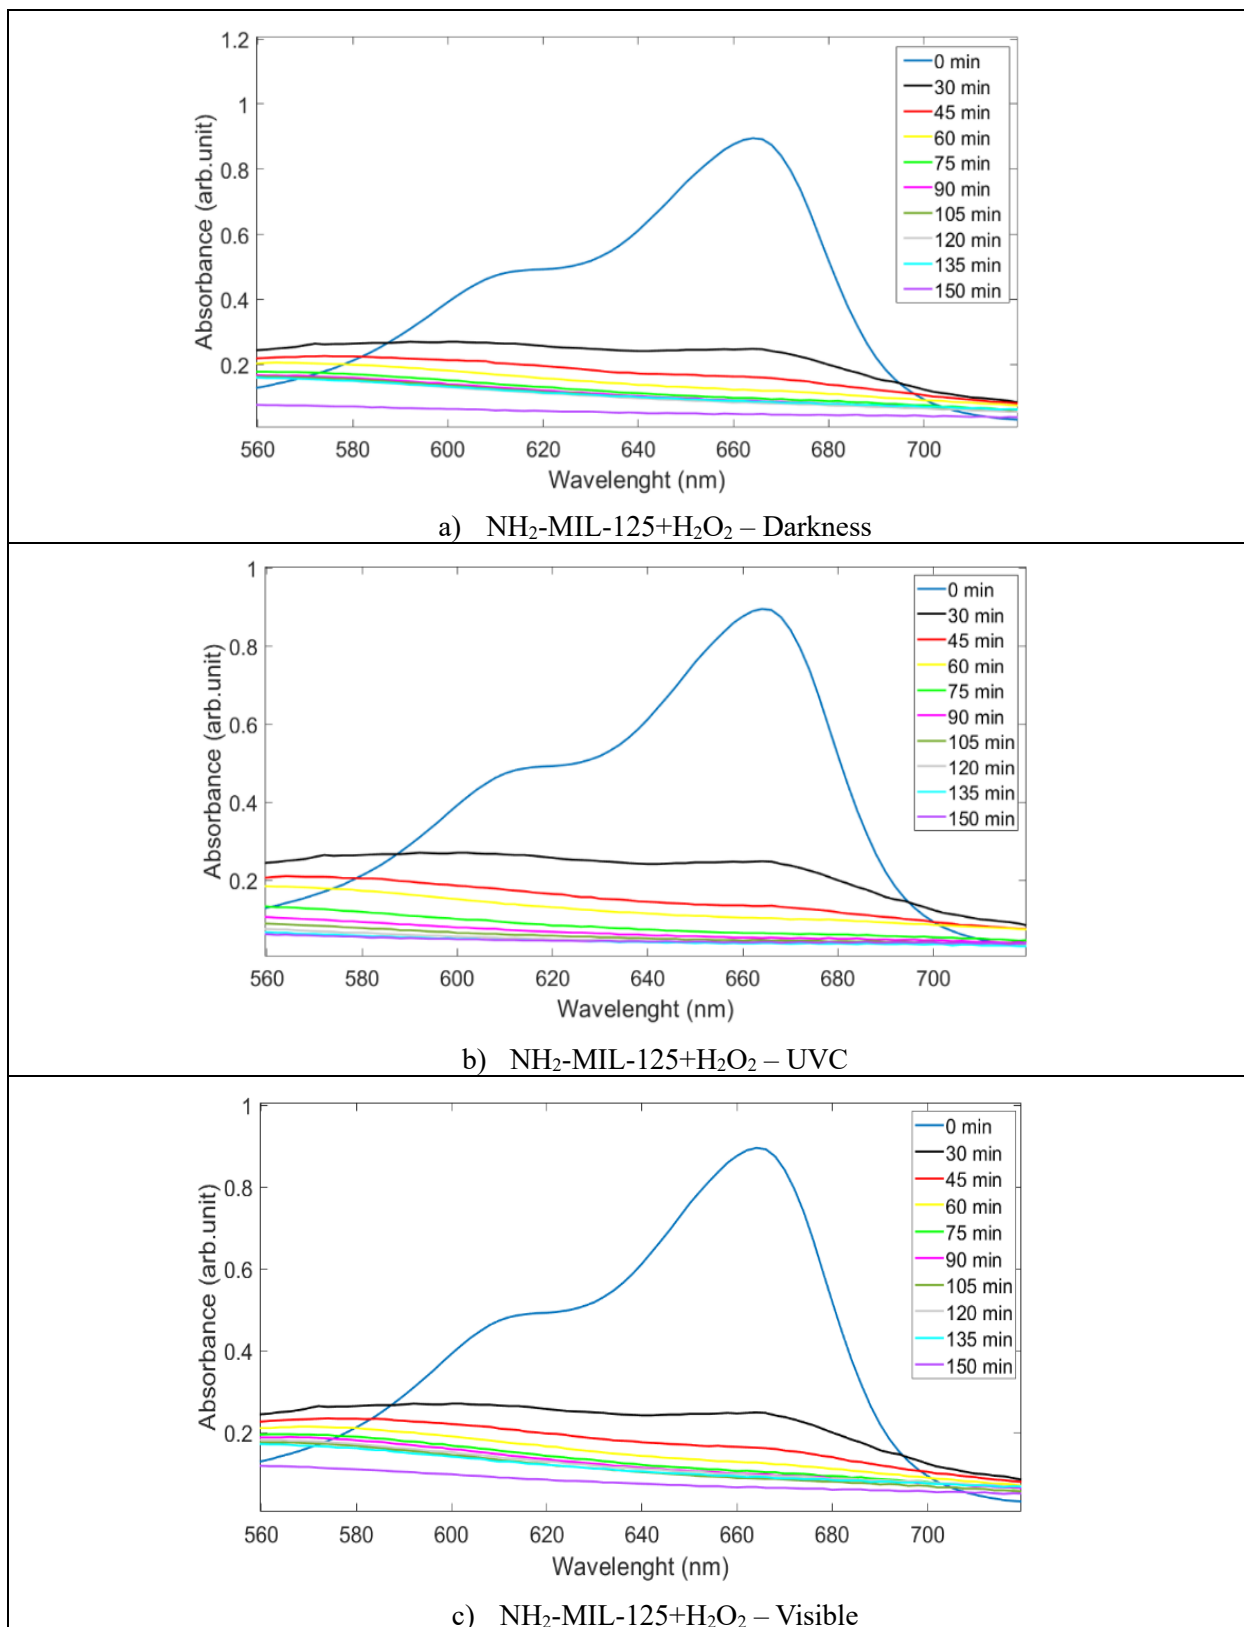 1.2
1
0.8
0.6
0.4
0.2
Absorbance (arb.unit)
0 min
30 min
45 min
60 min
75 min
90 min
105 min
120 min
135 min
150 min
560 580 600 620 640 660 680 700
Wavelenght (nm)
a) NH₂-MIL-125+H₂O₂ – Darkness
1
0.8
0.6
0.4
0.2
Absorbance (arb.unit)
0 min
30 min
45 min
60 min
75 min
90 min
105 min
120 min
135 min
150 min
560 580 600 620 640 660 680 700
Wavelenght (nm)
b) NH₂-MIL-125+H₂O₂ – UVC
1
0.8
0.6
0.4
0.2
Absorbance (arb.unit)
0 min
30 min
45 min
60 min
75 min
90 min
105 min
120 min
135 min
150 min
560 580 600 620 640 660 680 700
Wavelenght (nm)
c) NH₂-MIL-125+H₂O₂ – Visible